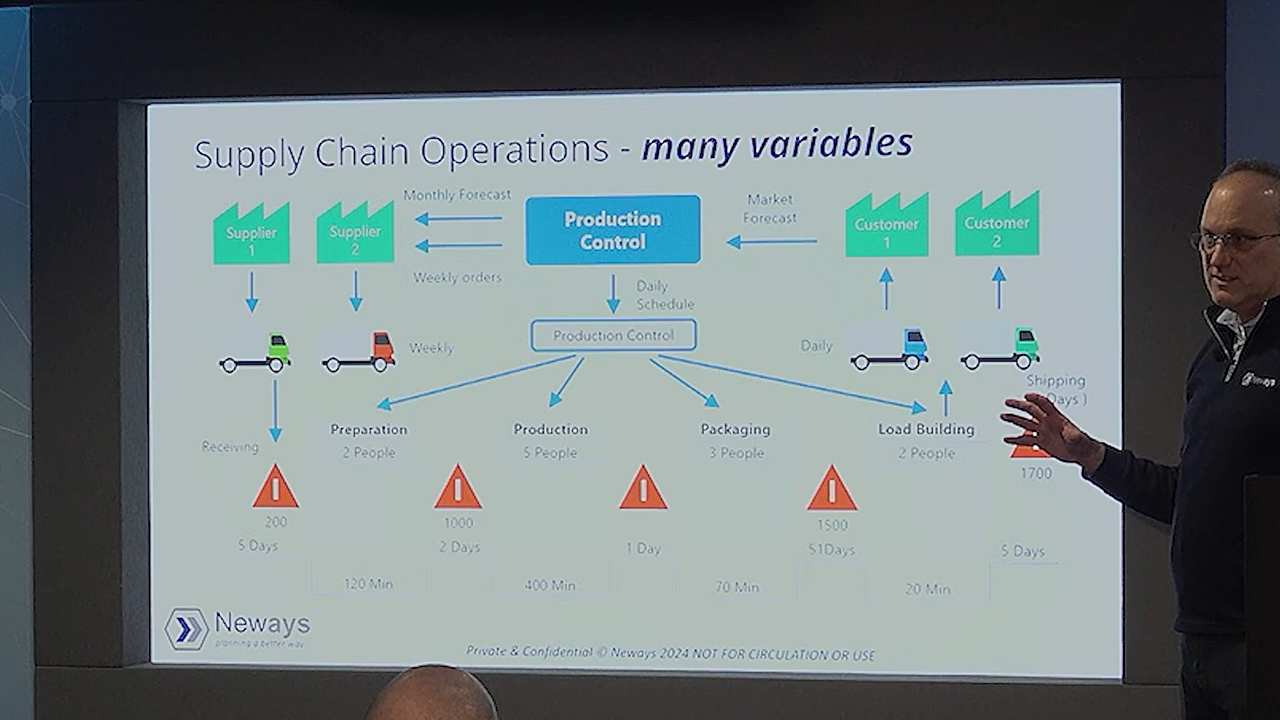 Supply Chain Operations - many variables
Monthly Forecast
Supplier
1
Supplier
2
Production
Control
Market
Forecast
Customer
1
Customer
2
Weekly orders
Daily
Schedule
Weekly
Production Control
Daily
Shipping
Days )
Receiving
Preparation
2 People
Production
5 People
Packaging
3 People
Load Building
2 People
200
1000
1500
1700
5 Days
2 Days
1 Day
51Days
5 Days
120 Min
400 Min
70 Min
20 Min
Neways
planning a better way
Private & Confidential © Neways 2024 NOT FOR CIRCULATION OR USE